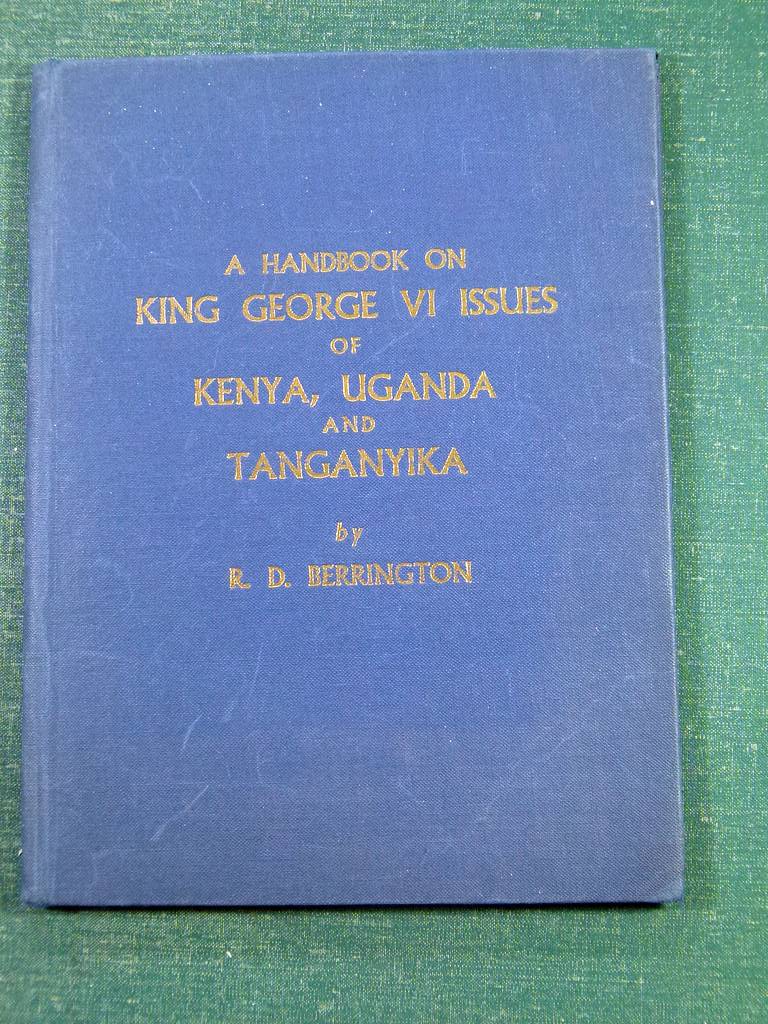 A HANDBOOK ON
KING GEORGE VI ISSUES
OF
KENYA, UGANDA
AND
TANGANYIKA
by
R. D. BERRINGTON